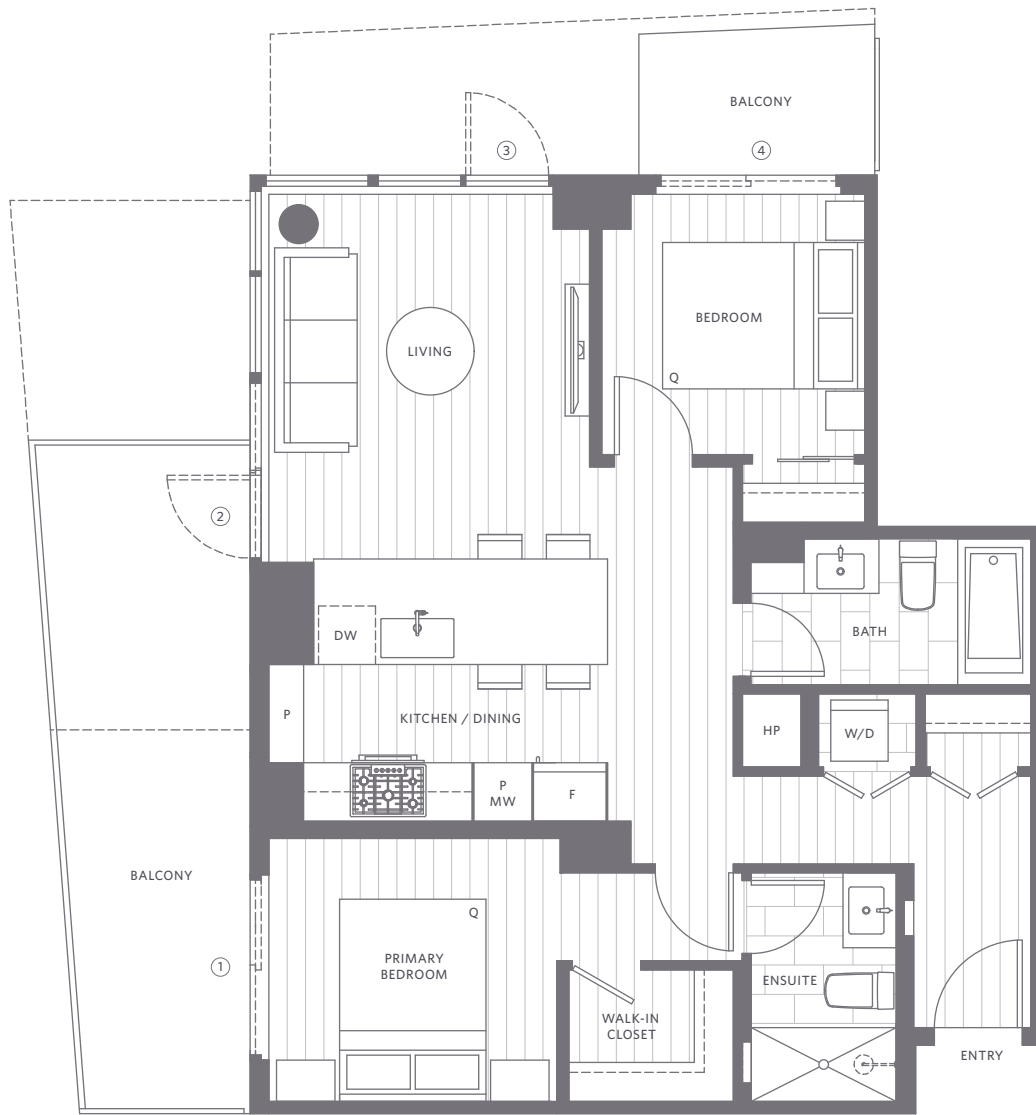 BALCONY
③
④
BEDROOM
LIVING
Q
②
DW
BATH
P
KITCHEN / DINING
HP
W/D
P
MW
F
BALCONY
Q
PRIMARY
BEDROOM
①
ENSUITE
WALK-IN
CLOSET
ENTRY